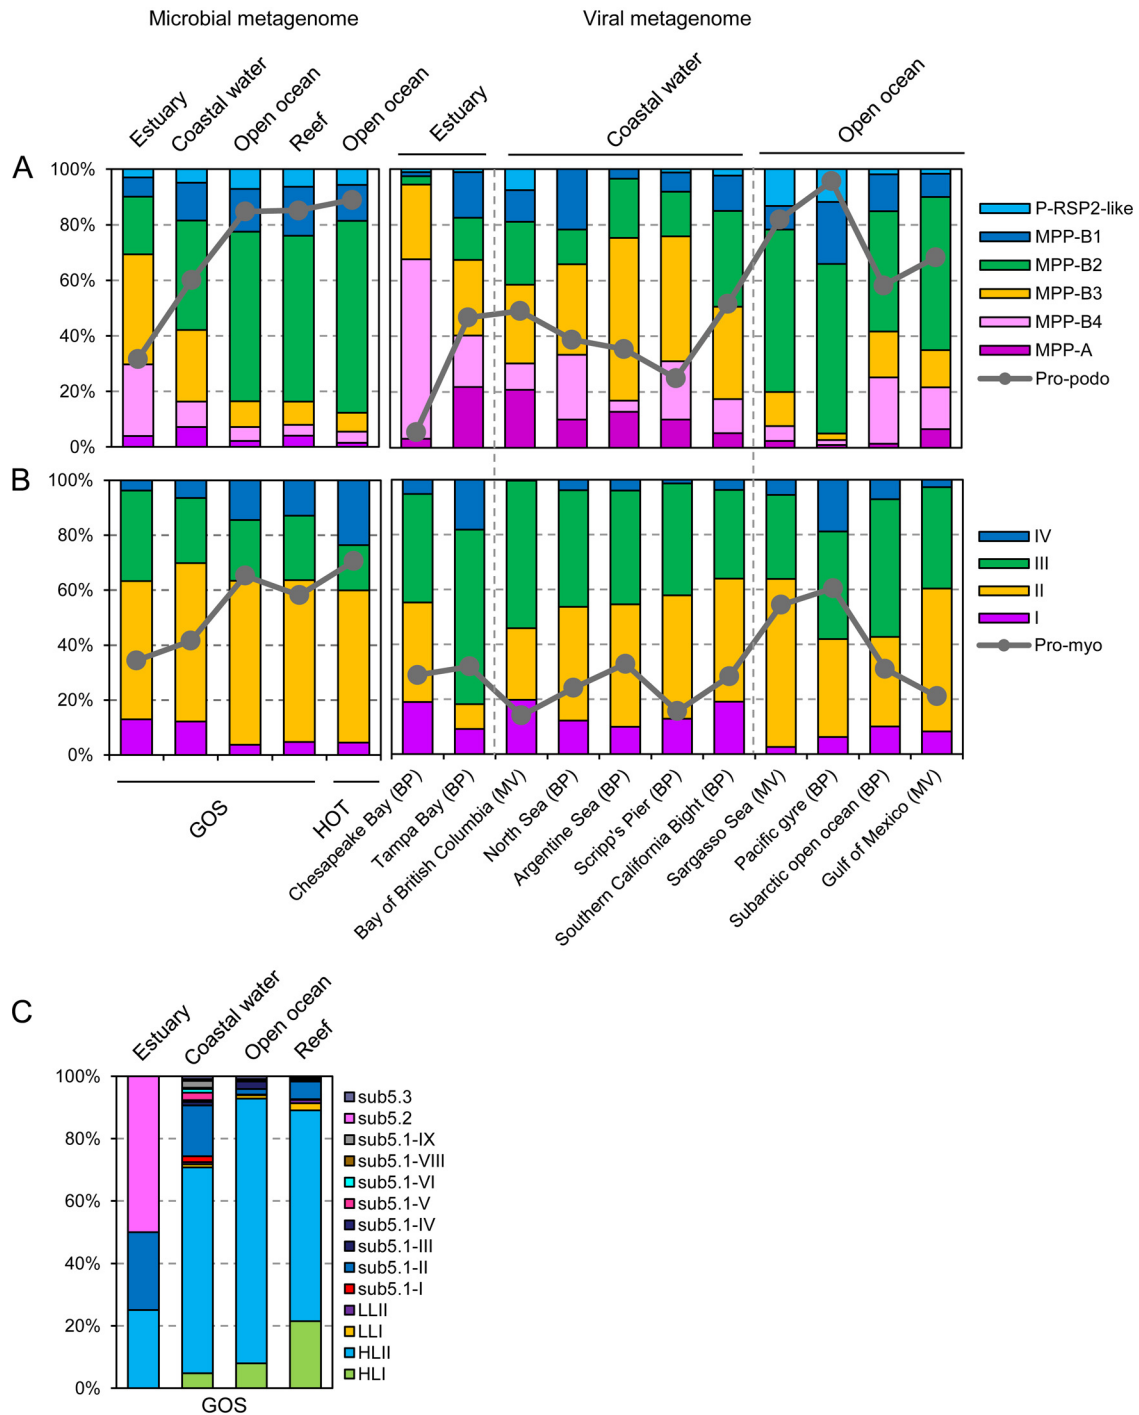 Microbial metagenome
Viral metagenome
Estuary
Coastal water
Open ocean
Reef
Open ocean
Estuary
Coastal water
Open ocean
A
100%
80%
60%
40%
20%
0%
P-RSP2-like
MPP-B1
MPP-B2
MPP-B3
MPP-B4
MPP-A
Pro-podo
B
100%
80%
60%
40%
20%
0%
IV
III
II
I
Pro-myo
GOS
HOT
Chesapeake Bay (BP)
Tampa Bay (BP)
Bay of British Columbia (MV)
North Sea (BP)
Argentine Sea (BP)
Scripp's Pier (BP)
Southern California Bight (BP)
Sargasso Sea (MV)
Pacific gyre (BP)
Subarctic open ocean (BP)
Gulf of Mexico (MV)
C
Estuary
Coastal water
Open ocean
Reef
100%
80%
60%
40%
20%
0%
sub5.3
sub5.2
sub5.1-IX
sub5.1-VIII
sub5.1-VI
sub5.1-V
sub5.1-IV
sub5.1-III
sub5.1-II
sub5.1-I
LLII
LLI
HLII
HLI
GOS